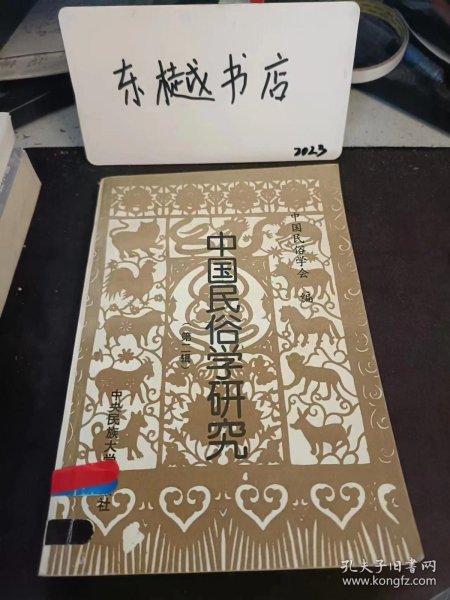 东樾书店
2023
中国民俗学会 编
中国民俗学研究
（第二辑）
中央民族大学
社
孔夫子旧书网
www.kongfz.com